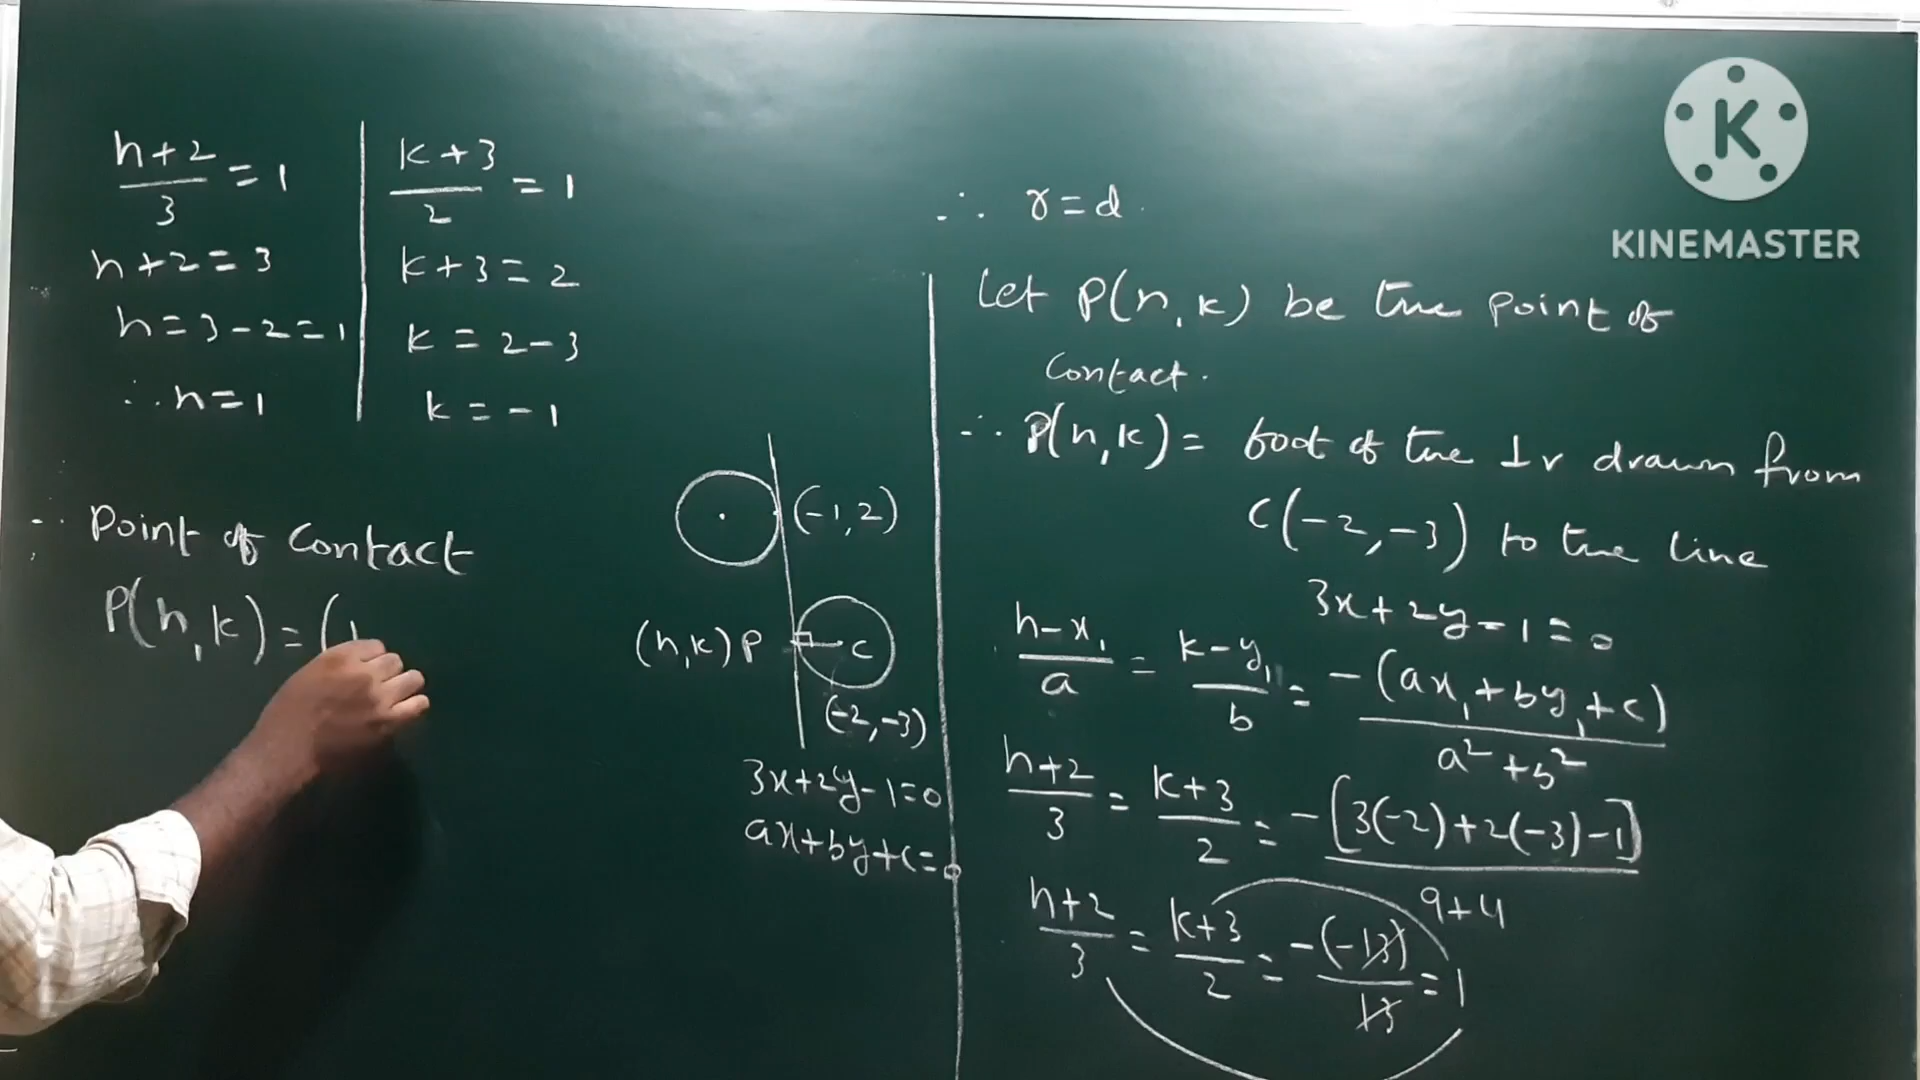 h+2/3 = 1
h+2 = 3
h = 3-2 = 1
∴ h = 1
k+3/2 = 1
k+3 = 2
k = 2-3
k = -1
∴ Point of Contact
P(h,k) = (1
(-1,2)
(h,k) P
C
(-2,-3)
3x+2y-1=0
ax+by+c=0
∴ r = d.
Let P(h,k) be the point of
Contact.
∴ P(h,k) = foot of the ⊥r drawn from
C(-2,-3) to the line
3x+2y-1=0
h-x₁/a = k-y₁/b = -(ax₁+by₁+c)/a²+b²
h+2/3 = k+3/2 = -[3(-2)+2(-3)-1]/9+4
h+2/3 = k+3/2 = -(-13)/13 = 1
K
KINEMASTER